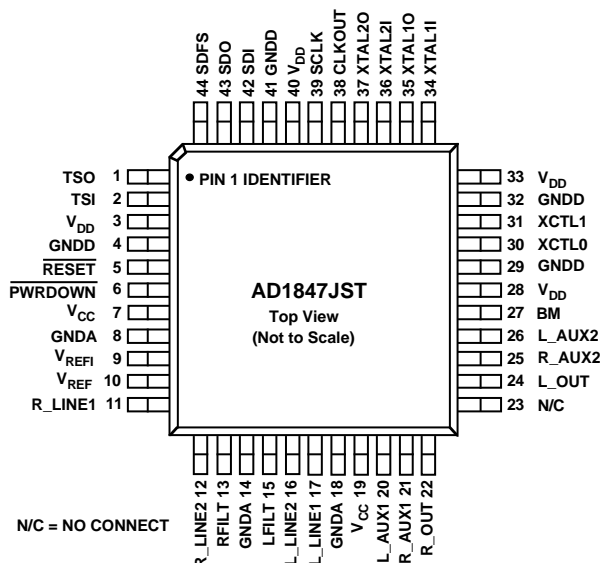 44 SDFS
43 SDO
42 SDI
41 GNDD
40 VDD
39 SCLK
38 CLKOUT
37 XTAL2O
36 XTAL2I
35 XTAL1O
34 XTAL1I
TSO 1
TSI 2
VDD 3
GNDD 4
RESET 5
PWRDOWN 6
VCC 7
GNDA 8
VREFI 9
VREF 10
R_LINE1 11
PIN 1 IDENTIFIER
AD1847JST
Top View
(Not to Scale)
33 VDD
32 GNDD
31 XCTL1
30 XCTL0
29 GNDD
28 VDD
27 BM
26 L_AUX2
25 R_AUX2
24 L_OUT
23 N/C
R_LINE2 12
RFILT 13
GNDA 14
LFILT 15
L_LINE2 16
L_LINE1 17
GNDA 18
VCC 19
L_AUX1 20
R_AUX1 21
R_OUT 22
N/C = NO CONNECT